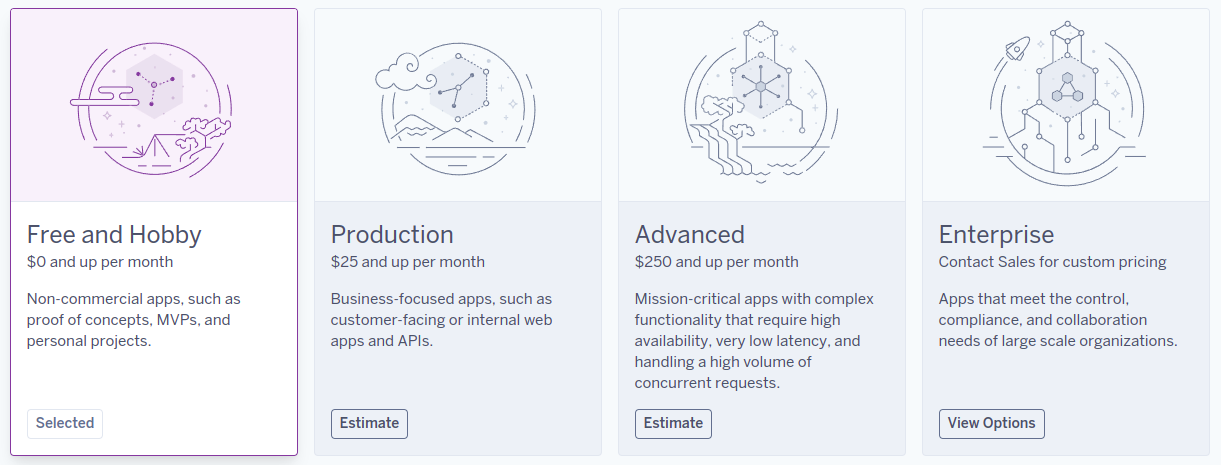 Free and Hobby
$0 and up per month
Non-commercial apps, such as
proof of concepts, MVPs, and
personal projects.
Selected
Production
$25 and up per month
Business-focused apps, such as
customer-facing or internal web
apps and APIs.
Estimate
Advanced
$250 and up per month
Mission-critical apps with complex
functionality that require high
availability, very low latency, and
handling a high volume of
concurrent requests.
Estimate
Enterprise
Contact Sales for custom pricing
Apps that meet the control,
compliance, and collaboration
needs of large scale organizations.
View Options